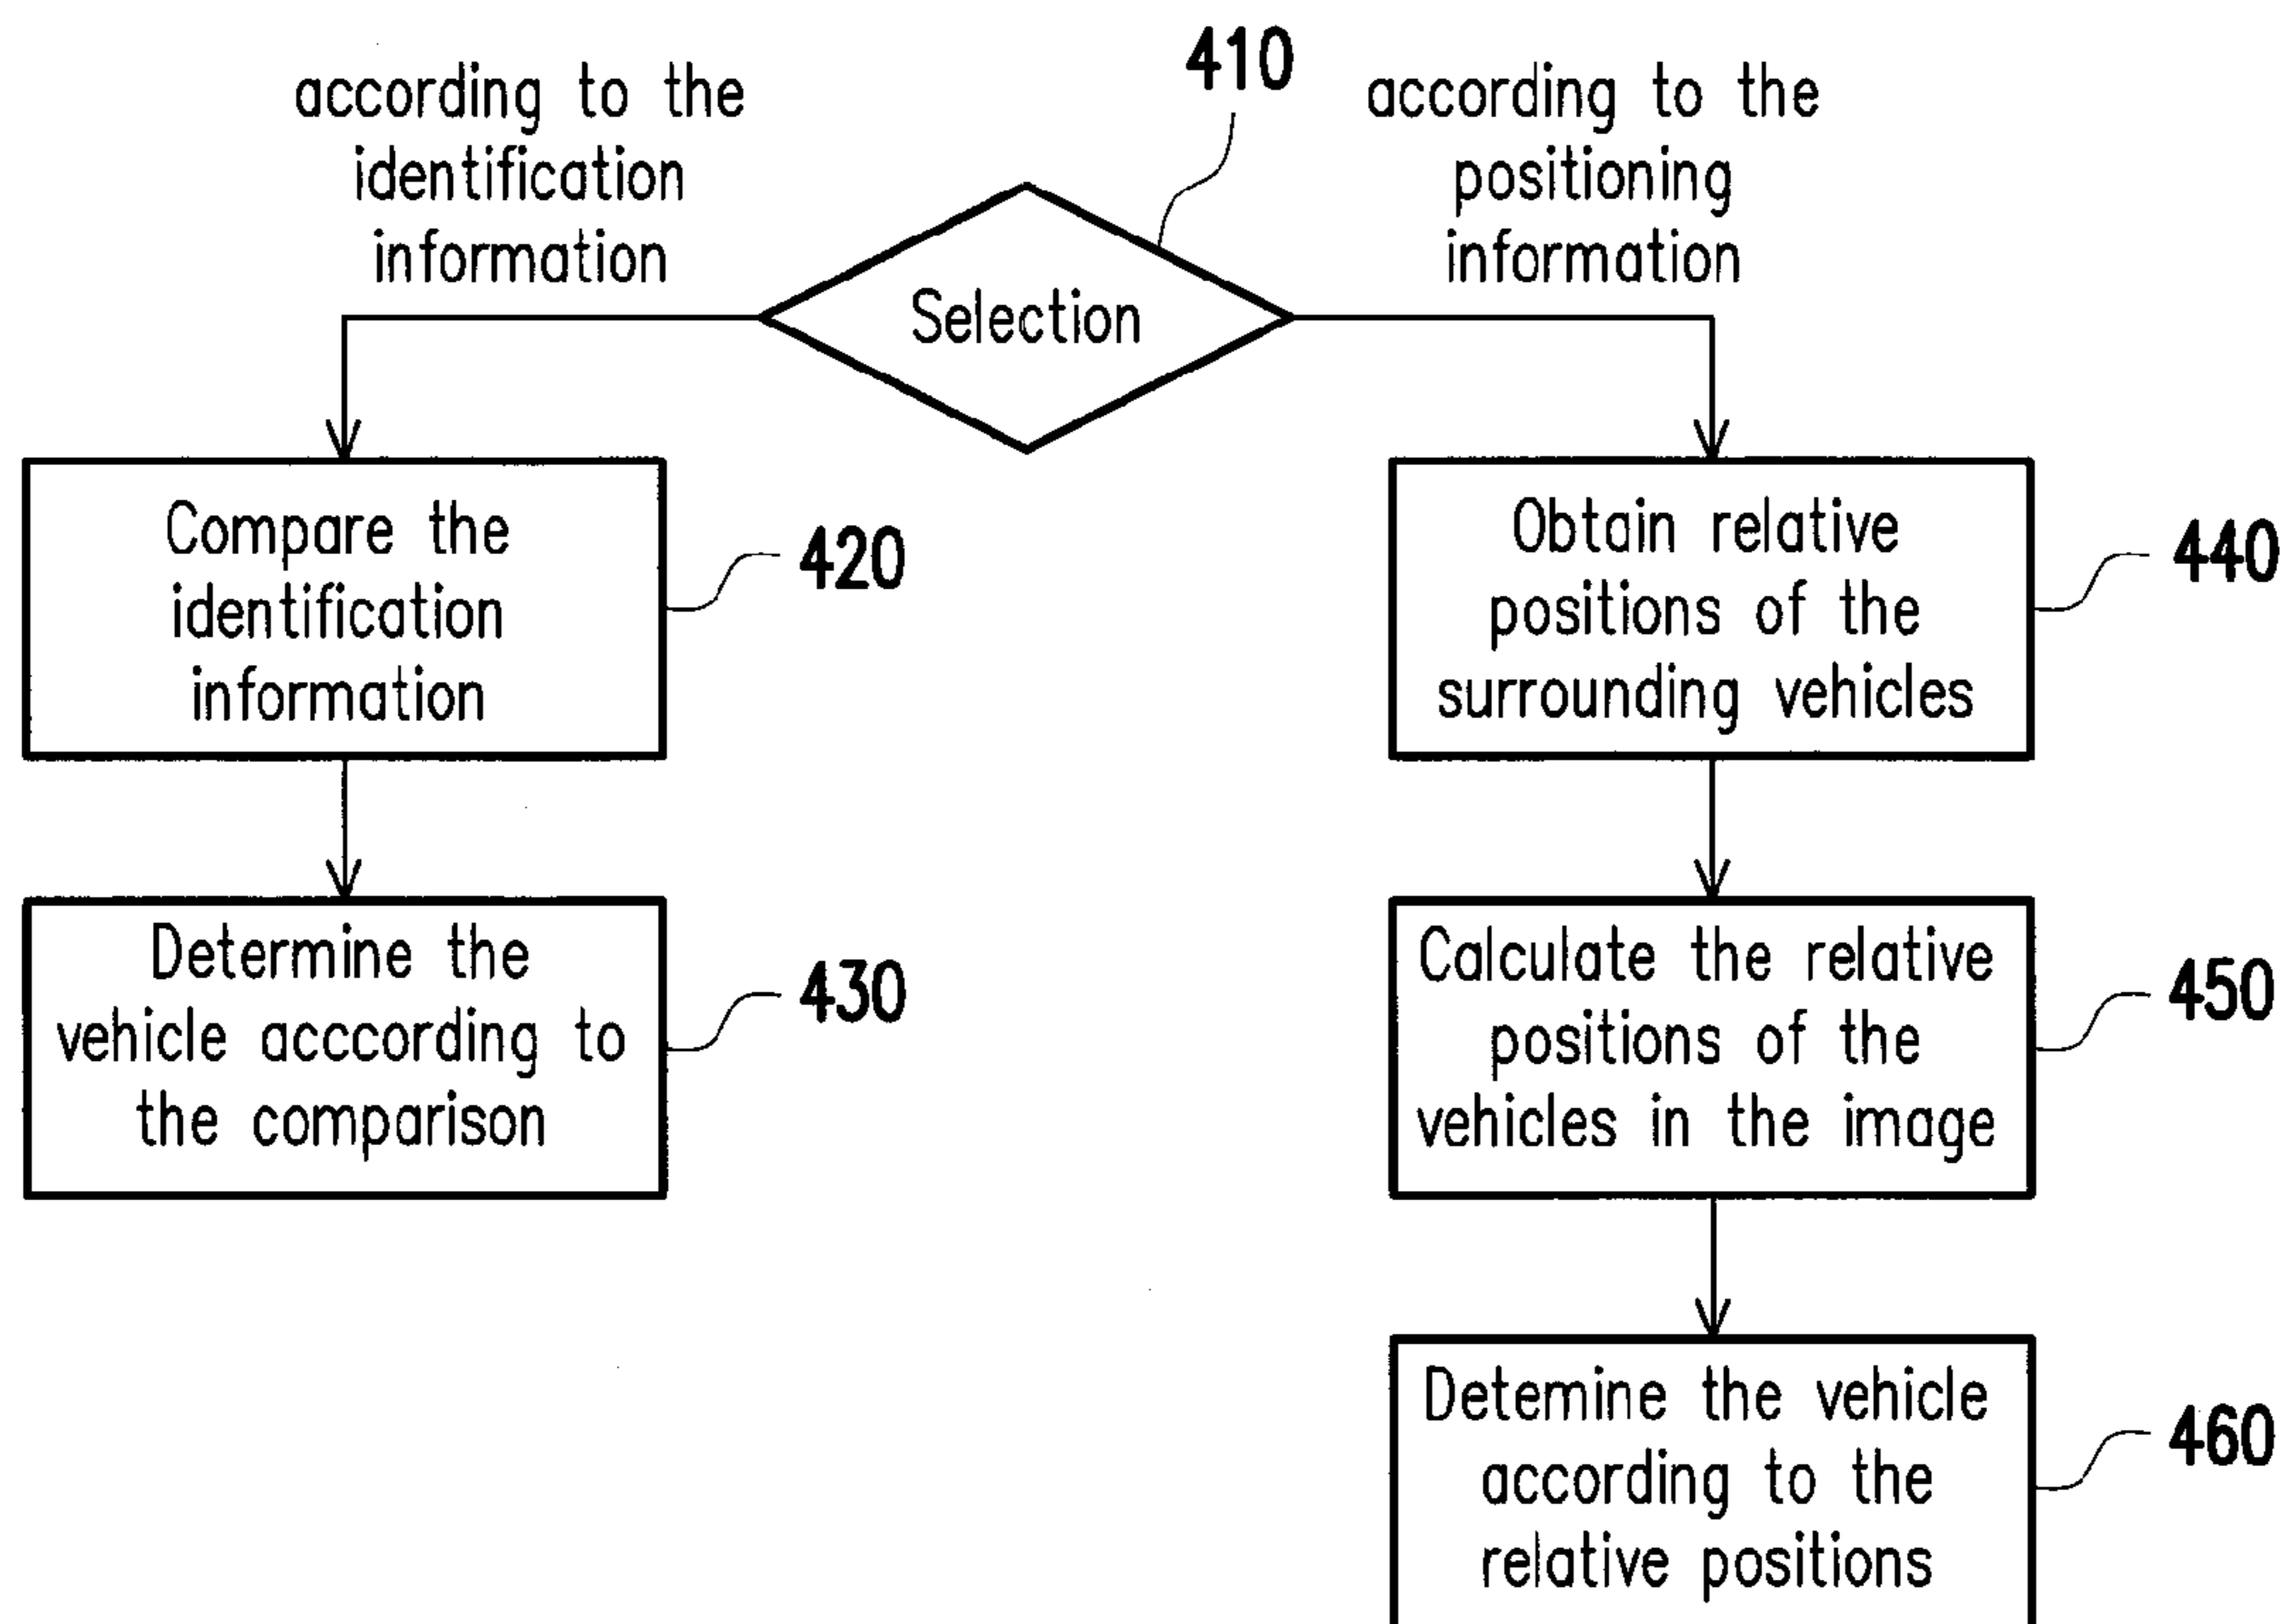 410
according to the
identification
information
according to the
positioning
information
Selection
Compare the
identification
information
420
Obtain relative
positions of the
surrounding vehicles
440
Determine the
vehicle acccording to
the comparison
430
Calculate the relative
positions of the
vehicles in the image
450
Detemine the vehicle
according to the
relative positions
460